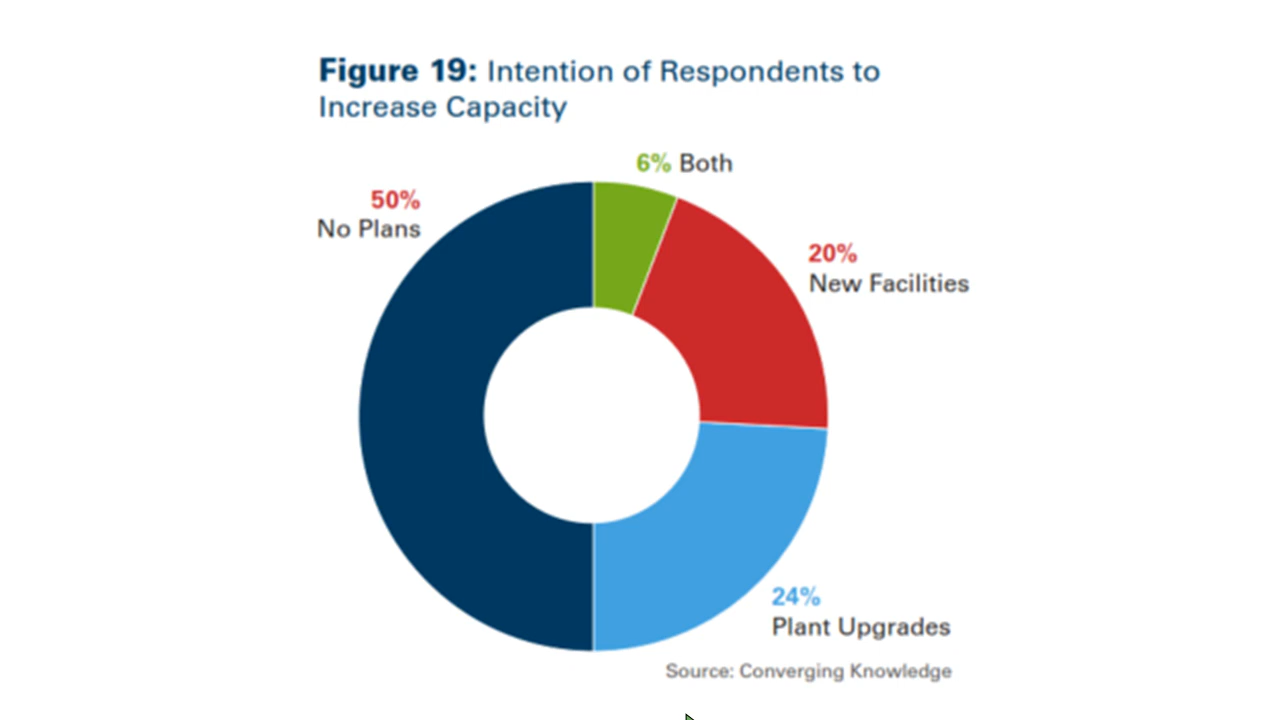 Figure 19: Intention of Respondents to
Increase Capacity
6% Both
50%
No Plans
20%
New Facilities
24%
Plant Upgrades
Source: Converging Knowledge